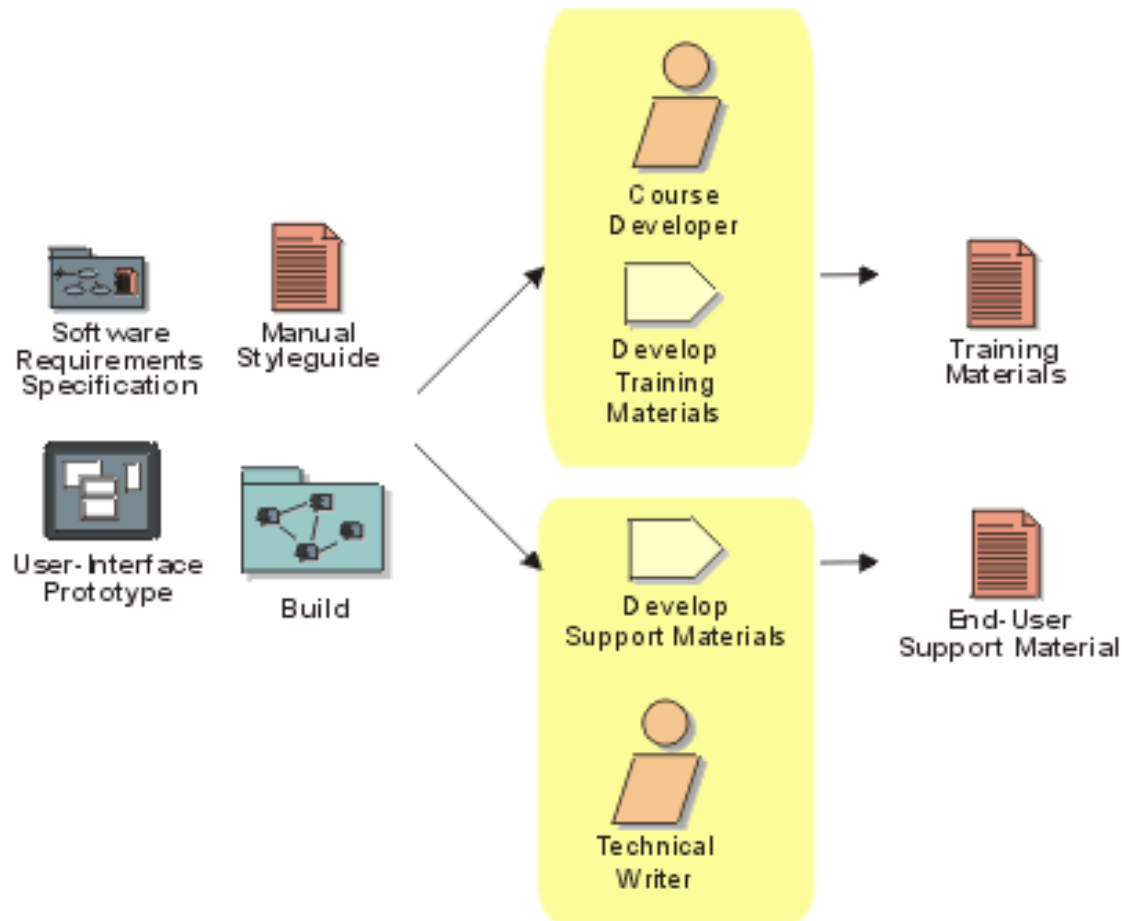 Course
Developer
Software
Requirements
Specification
Manual
Styleguide
Develop
Training
Materials
Training
Materials
User-Interface
Prototype
Build
Develop
Support Materials
End-User
Support Material
Technical
Writer